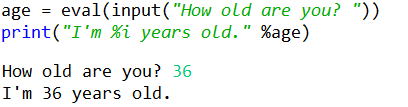 age = eval(input("How old are you? "))
print("I'm %i years old." %age)
How old are you? 36
I'm 36 years old.